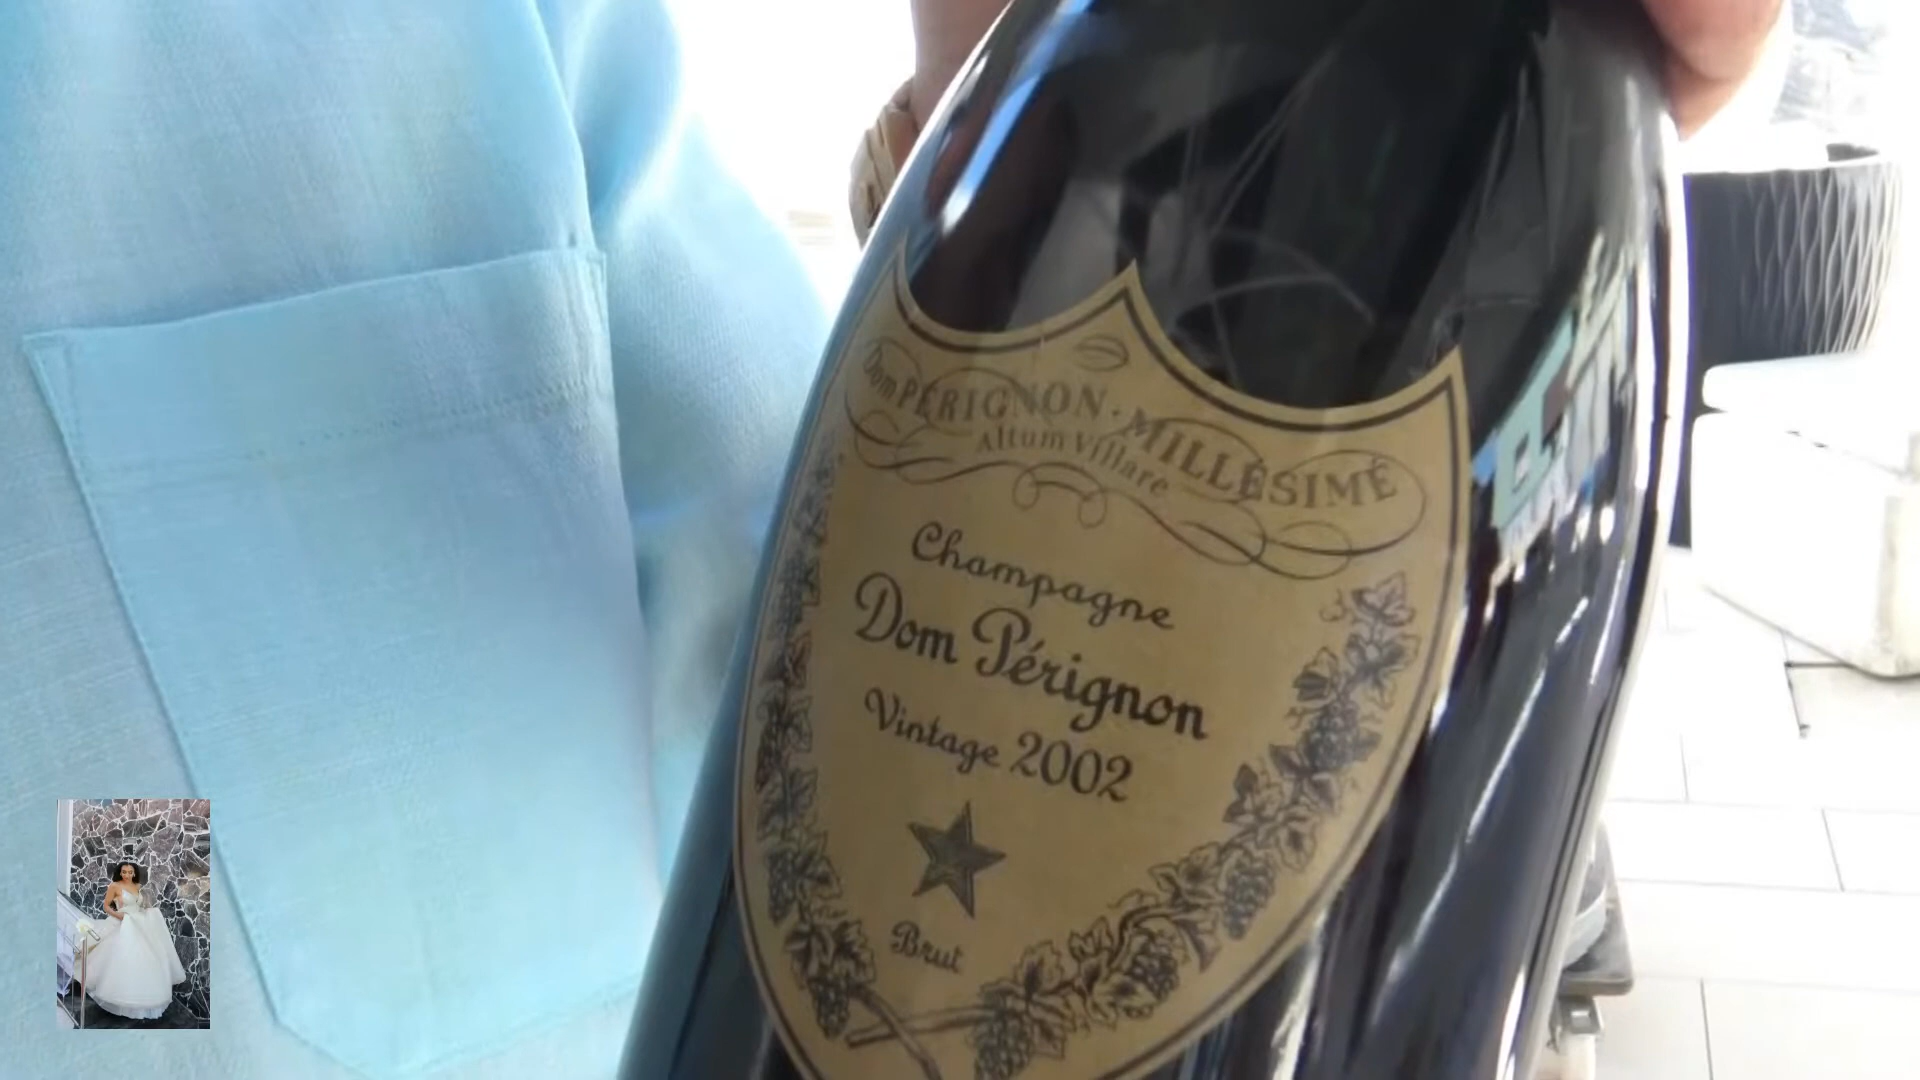 Dom PÉRIGNON · MILLÉSIMÉ
Altum Villare
Champagne
Dom Pérignon
Vintage 2002
Brut